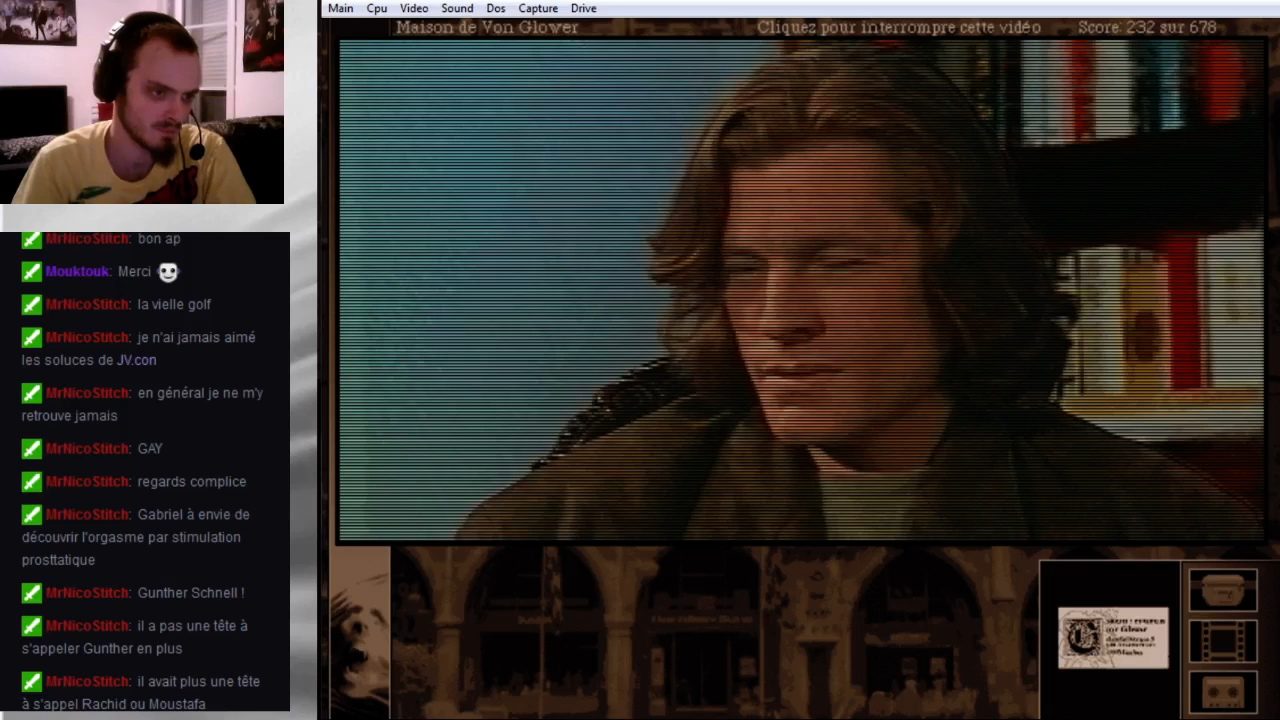 Main Cpu Video Sound Dos Capture Drive
Maison de Von Glower Cliquez pour interrompre cette vidéo Score: 232 sur 678
MrNicoStitch: bon ap
Mouktouk: Merci
MrNicoStitch: la vielle golf
MrNicoStitch: je n'ai jamais aimé
les soluces de JV.con
MrNicoStitch: en général je ne m'y
retrouve jamais
MrNicoStitch: GAY
MrNicoStitch: regards complice
MrNicoStitch: Gabriel à envie de
découvrir l'orgasme par stimulation
prosttatique
MrNicoStitch: Gunther Schnell !
MrNicoStitch: il a pas une tête à
s'appeler Gunther en plus
MrNicoStitch: il avait plus une tête
à s'appel Rachid ou Moustafa